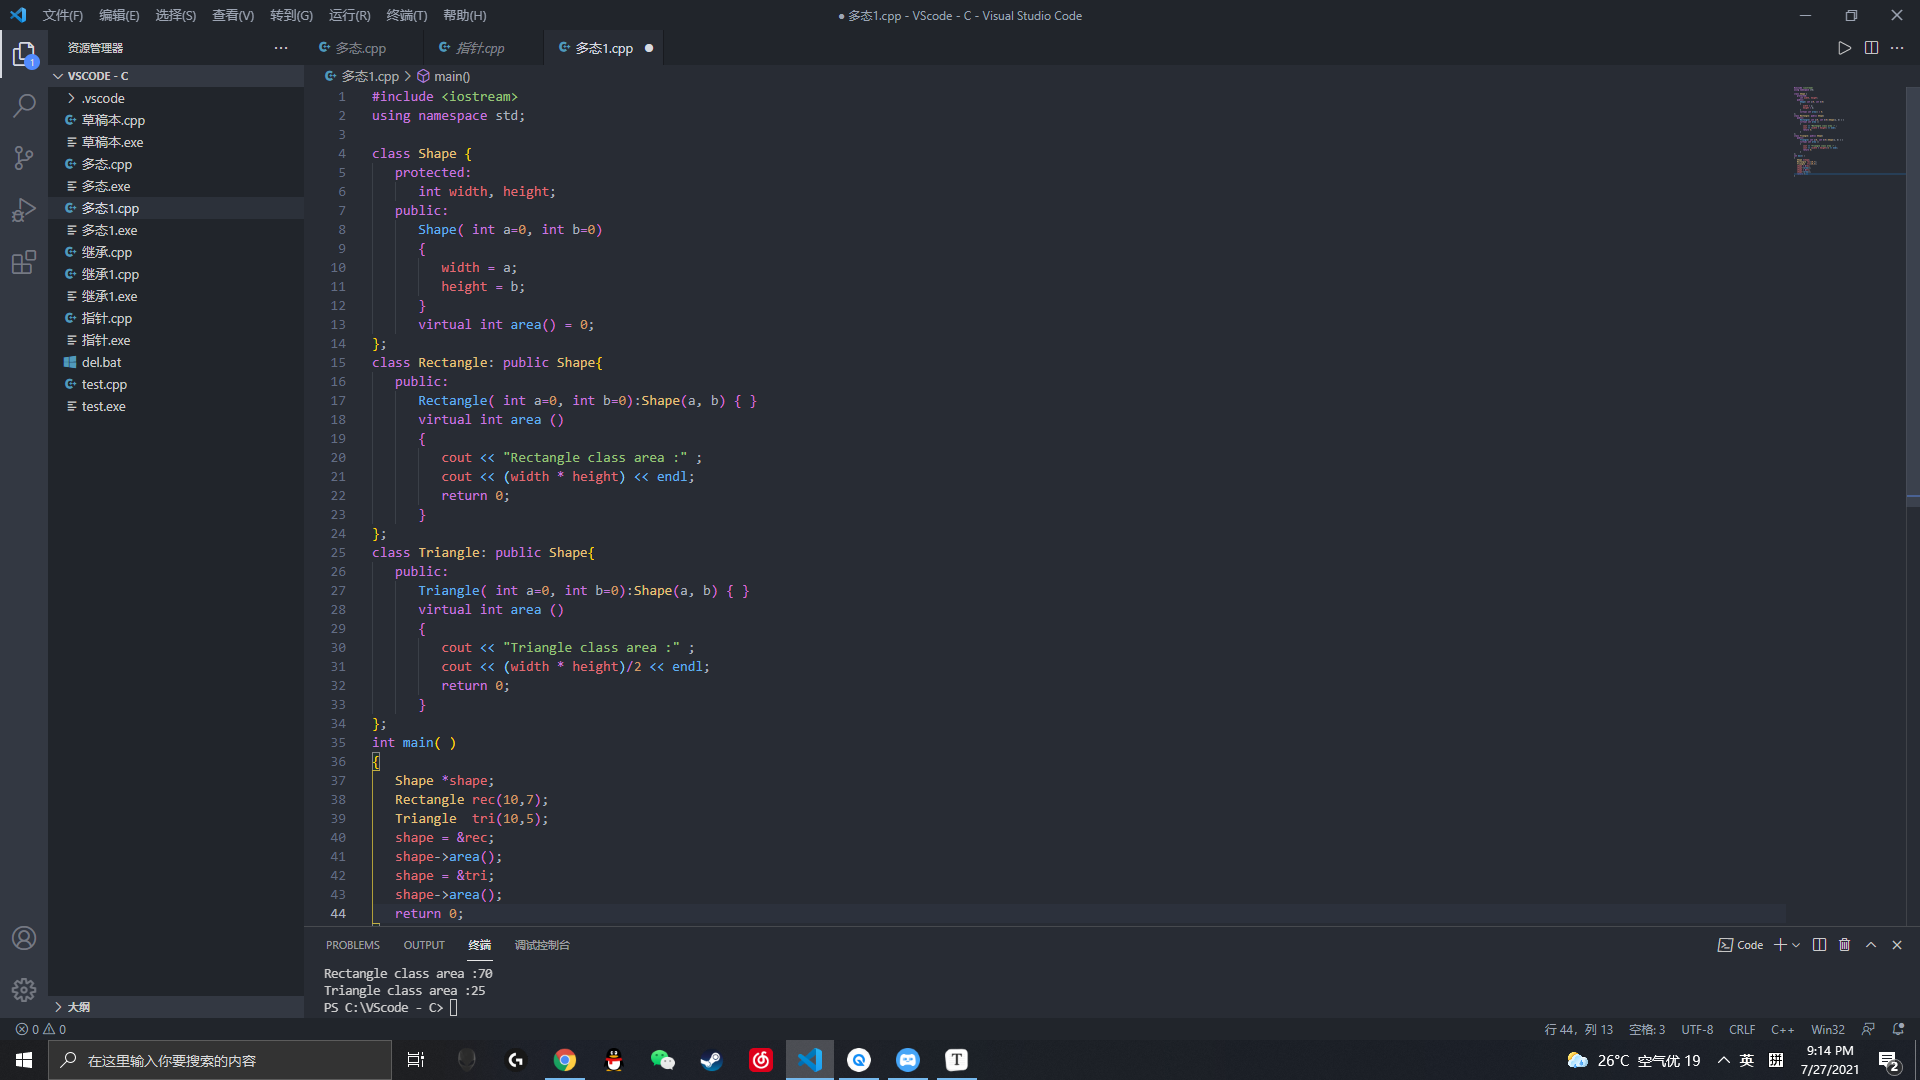 文件(F) 编辑(E) 选择(S) 查看(V) 转到(G) 运行(R) 终端(T) 帮助(H)
● 多态1.cpp - VScode - C - Visual Studio Code
资源管理器
多态.cpp 指针.cpp 多态1.cpp
VSCODE - C
多态1.cpp > main()
.vscode
草稿本.cpp
草稿本.exe
多态.cpp
多态.exe
多态1.cpp
多态1.exe
继承.cpp
继承1.cpp
继承1.exe
指针.cpp
指针.exe
del.bat
test.cpp
test.exe
大纲
1 #include <iostream>
2 using namespace std;
3
4 class Shape {
5 protected:
6 int width, height;
7 public:
8 Shape( int a=0, int b=0)
9 {
10 width = a;
11 height = b;
12 }
13 virtual int area() = 0;
14 };
15 class Rectangle: public Shape{
16 public:
17 Rectangle( int a=0, int b=0):Shape(a, b) { }
18 virtual int area ()
19 {
20 cout << "Rectangle class area :" ;
21 cout << (width * height) << endl;
22 return 0;
23 }
24 };
25 class Triangle: public Shape{
26 public:
27 Triangle( int a=0, int b=0):Shape(a, b) { }
28 virtual int area ()
29 {
30 cout << "Triangle class area :" ;
31 cout << (width * height)/2 << endl;
32 return 0;
33 }
34 };
35 int main( )
36 {
37 Shape *shape;
38 Rectangle rec(10,7);
39 Triangle  tri(10,5);
40 shape = &rec;
41 shape->area();
42 shape = &tri;
43 shape->area();
44 return 0;
PROBLEMS OUTPUT 终端 调试控制台
Code
Rectangle class area :70
Triangle class area :25
PS C:\VScode - C>
0 0
行 44，列 13 空格: 3 UTF-8 CRLF C++ Win32
在这里输入你要搜索的内容
26°C 空气优 19 英 拼
9:14 PM
7/27/2021
2
1